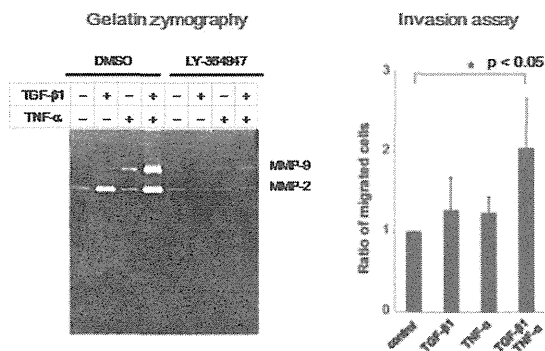 Gelatin zymography
DMSO LY-364947
TGF-β1 – + – + – + – +
TNF-α – – + + – – + +
MMP-9
MMP-2
Invasion assay
* p < 0.05
Ratio of migrated cells
3
2
1
0
control
TGF-β1
TNF-α
TGF-β1
TNF-α